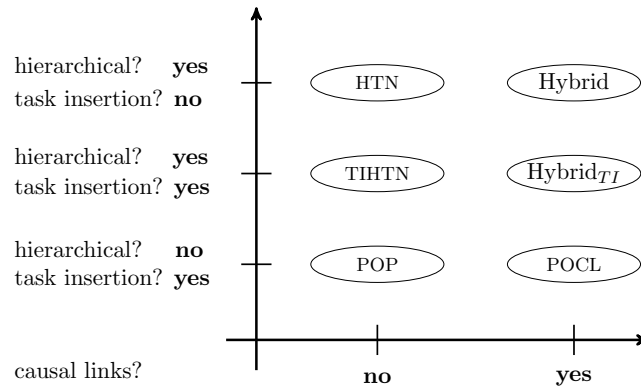 hierarchical? yes
task insertion? no
HTN
Hybrid
hierarchical? yes
task insertion? yes
TIHTN
Hybrid_TI
hierarchical? no
task insertion? yes
POP
POCL
causal links?
no
yes